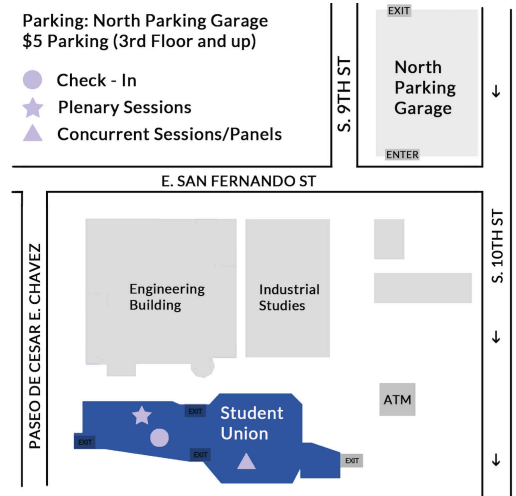 Parking: North Parking Garage
$5 Parking (3rd Floor and up)
Check - In
Plenary Sessions
Concurrent Sessions/Panels
S. 9TH ST
EXIT
North
Parking
Garage
ENTER
E. SAN FERNANDO ST
S. 10TH ST
PASEO DE CESAR E. CHAVEZ
Engineering
Building
Industrial
Studies
ATM
Student
Union
EXIT
EXIT
EXIT
EXIT